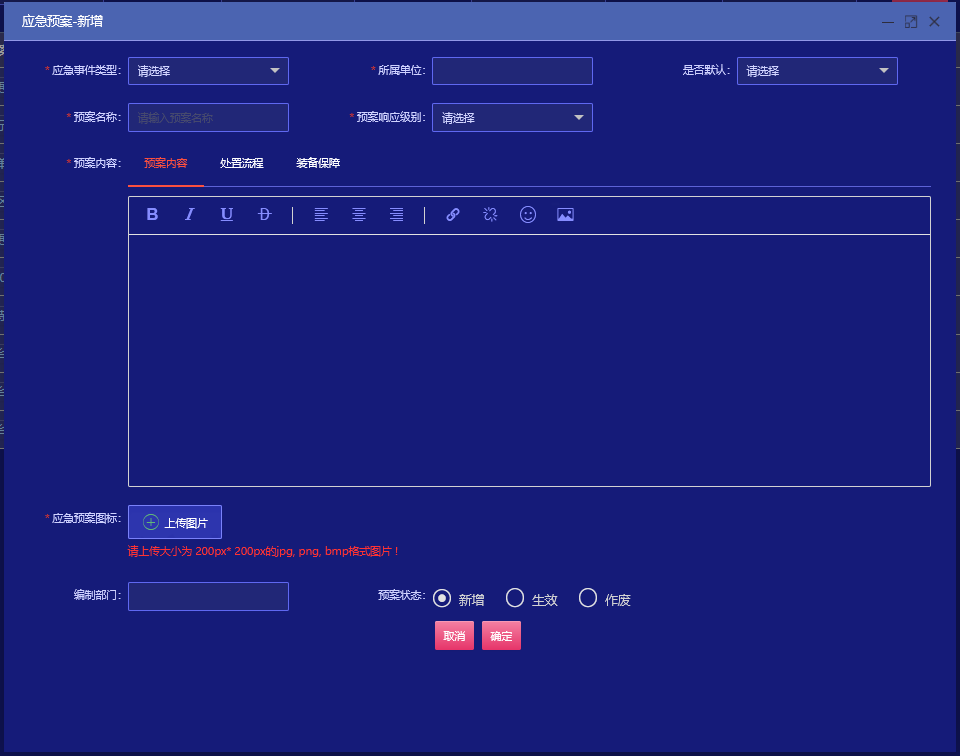 应急预案-新增
*应急事件类型: 请选择 *所属单位: 是否默认: 请选择
*预案名称: 请输入预案名称 *预案响应级别: 请选择
*预案内容: 预案内容 处置流程 装备保障
B I U D
*应急预案图标: 上传图片
请上传大小为 200px* 200px的jpg, png, bmp格式图片！
编制部门: 预案状态: 新增 生效 作废
取消 确定